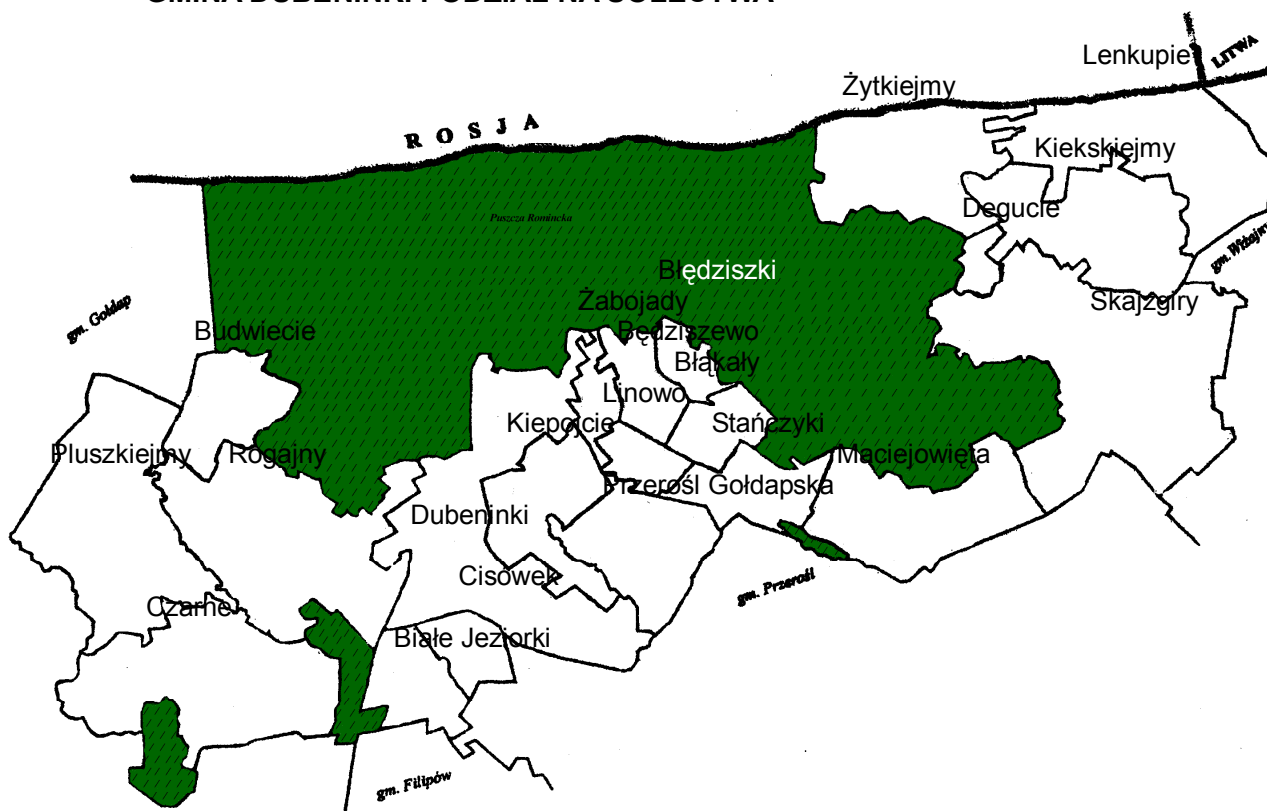 GMINA DUBENINKI PODZIAŁ NA SOŁECTWA
Lenkupie
LITWA
Żytkiejmy
ROSJA
Kiekskiejmy
Degucie
Puszcza Romincka
gm. Wiżajny
Błędziszki
Skajzgiry
Żabojady
gm. Gołdap
Budwiecie
Będziszewo
Błąkały
Linowo
Kiepojcie
Stańczyki
Pluszkiejmy
Rogajny
Maciejowięta
Przerośl Gołdapska
Dubeninki
Cisówek
gm. Przerośl
Czarne
Białe Jeziorki
gm. Filipów